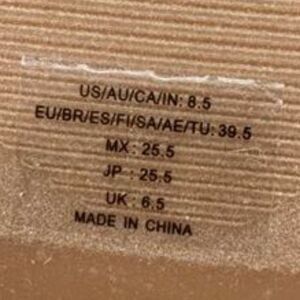 US/AU/CA/IN: 8.5
EU/BR/ES/FI/SA/AE/TU: 39.5
MX: 25.5
JP: 25.5
UK: 6.5
MADE IN CHINA